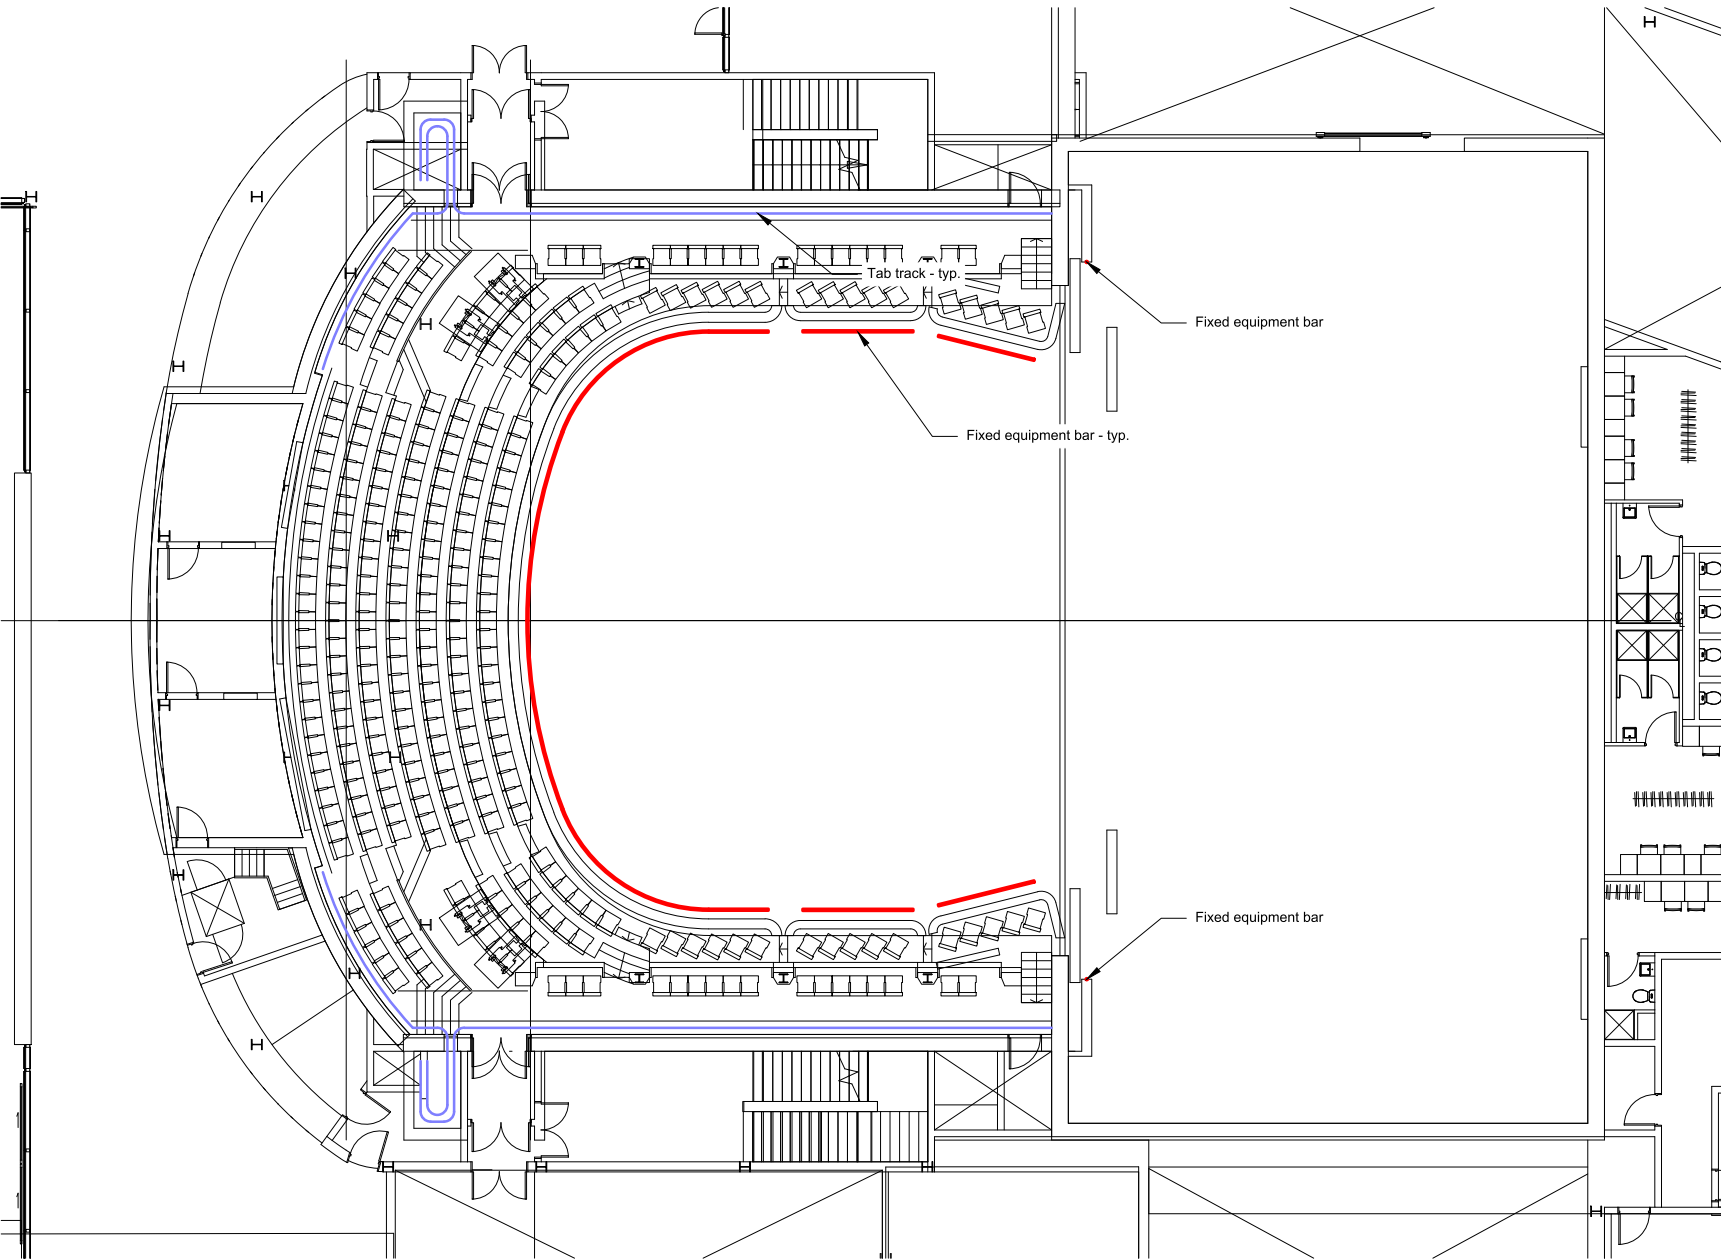 Tab track - typ.
Fixed equipment bar
Fixed equipment bar - typ.
Fixed equipment bar